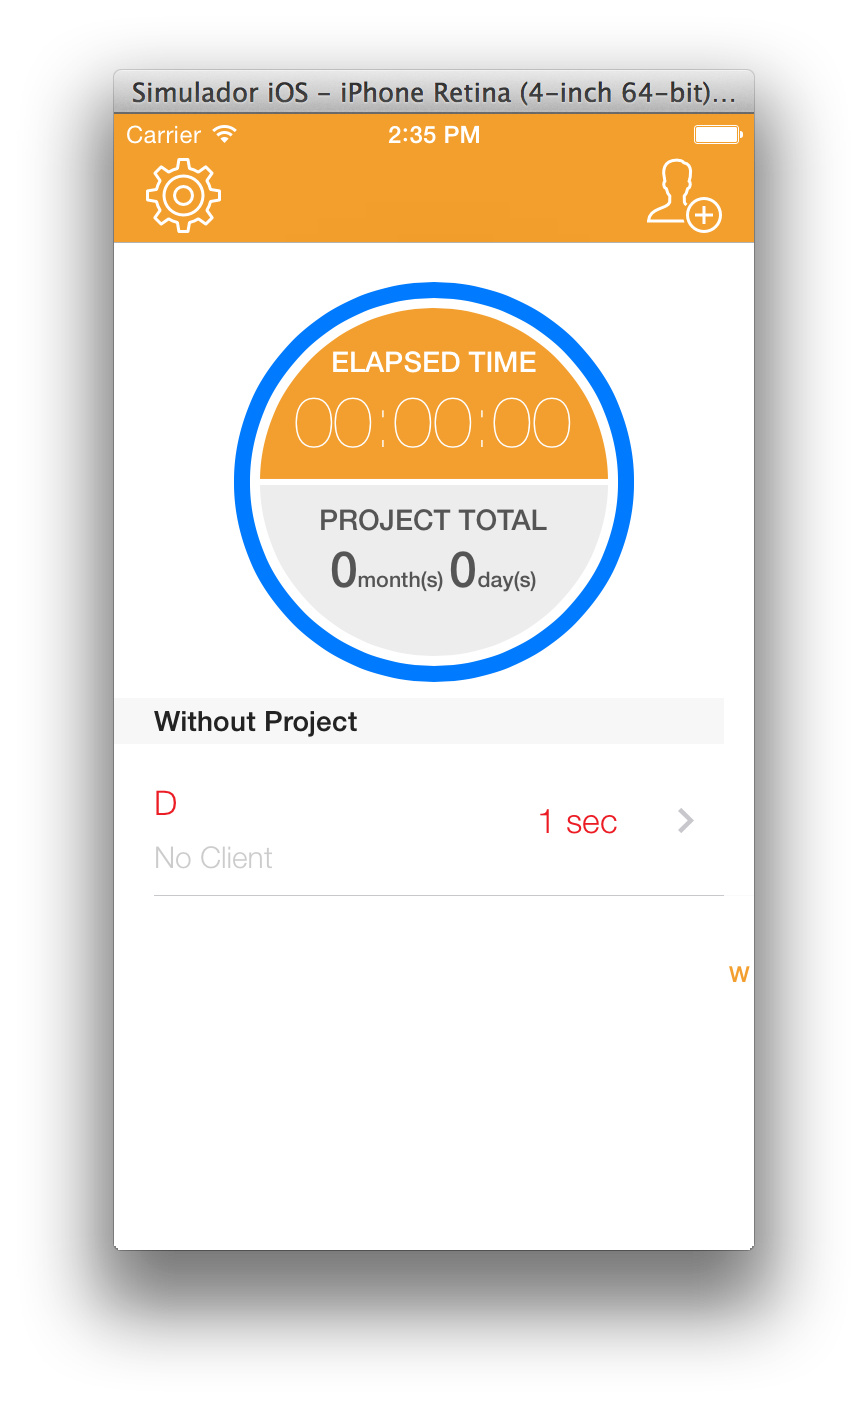 Simulador iOS – iPhone Retina (4-inch 64-bit)...
Carrier 2:35 PM
ELAPSED TIME
00:00:00
PROJECT TOTAL
0month(s) 0day(s)
Without Project
D
1 sec
No Client
W